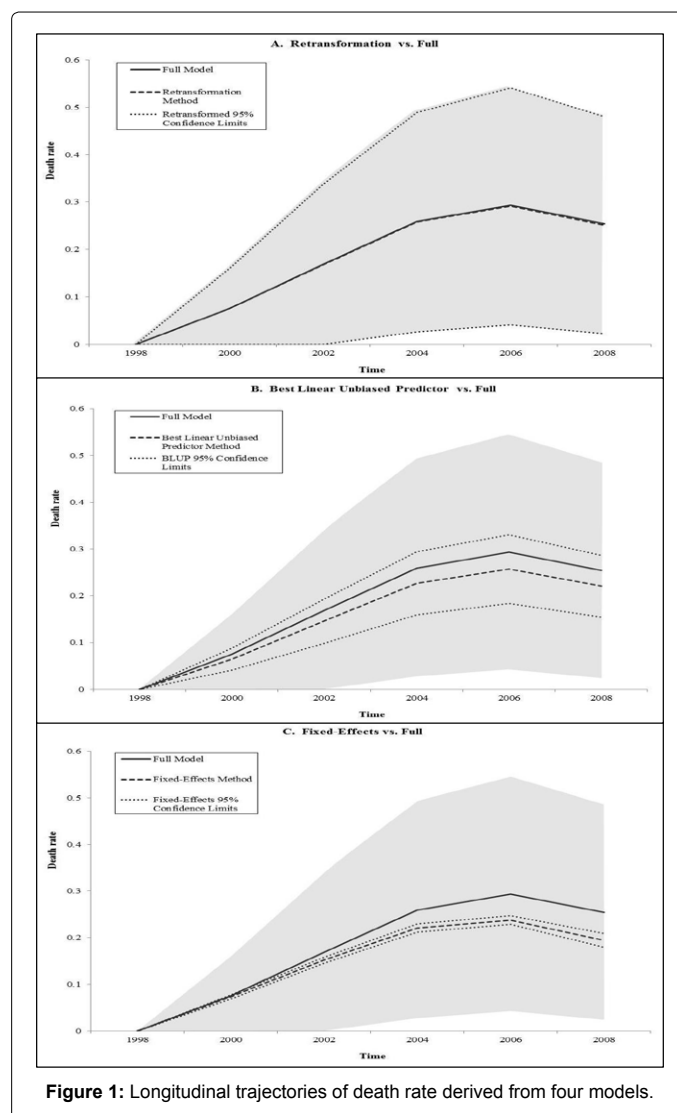 A. Retransformation vs. Full
0.6
0.5
0.4
0.3
0.2
0.1
0
Death rate
Full Model
Retransformation
Method
Retransformed 95%
Confidence Limits
1998
2000
2002
2004
2006
2008
Time
B. Best Linear Unbiased Predictor vs. Full
0.6
0.5
0.4
0.3
0.2
0.1
0
Death rate
Full Model
Best Linear Unbiased
Predictor Method
BLUP 95% Confidence
Limits
1998
2000
2002
2004
2006
2008
Time
C. Fixed-Effects vs. Full
0.6
0.5
0.4
0.3
0.2
0.1
0
Death rate
Full Model
Fixed-Effects Method
Fixed-Effects 95%
Confidence Limits
1998
2000
2002
2004
2006
2008
Time
Figure 1: Longitudinal trajectories of death rate derived from four models.